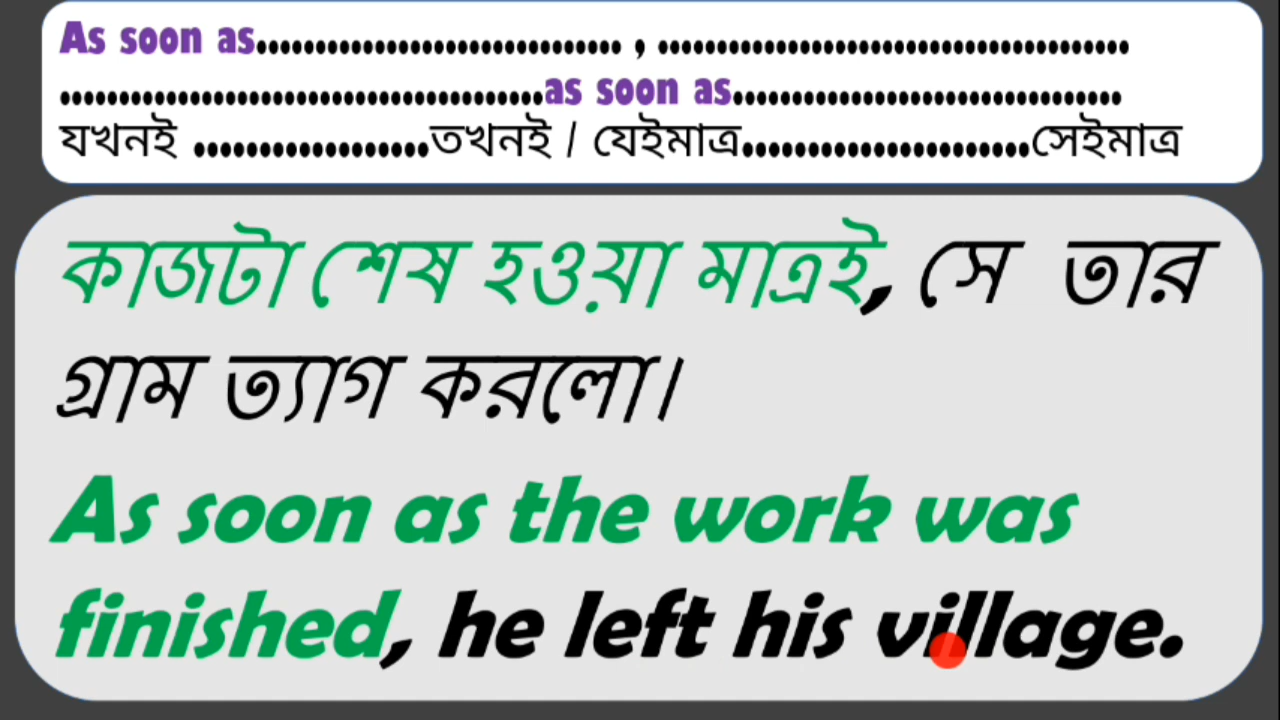 As soon as............................... , ........................................
.........................................as soon as.................................
যখনই ..................তখনই / যেইমাত্র......................সেইমাত্র
কাজটা শেষ হওয়া মাত্রই, সে তার
গ্রাম ত্যাগ করলো।
As soon as the work was
finished, he left his village.